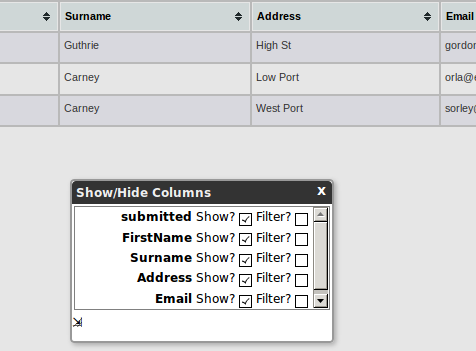 Surname Address Email
Guthrie High St gordon
Carney Low Port orla@
Carney West Port sorley@
Show/Hide Columns x
submitted Show? Filter?
FirstName Show? Filter?
Surname Show? Filter?
Address Show? Filter?
Email Show? Filter?